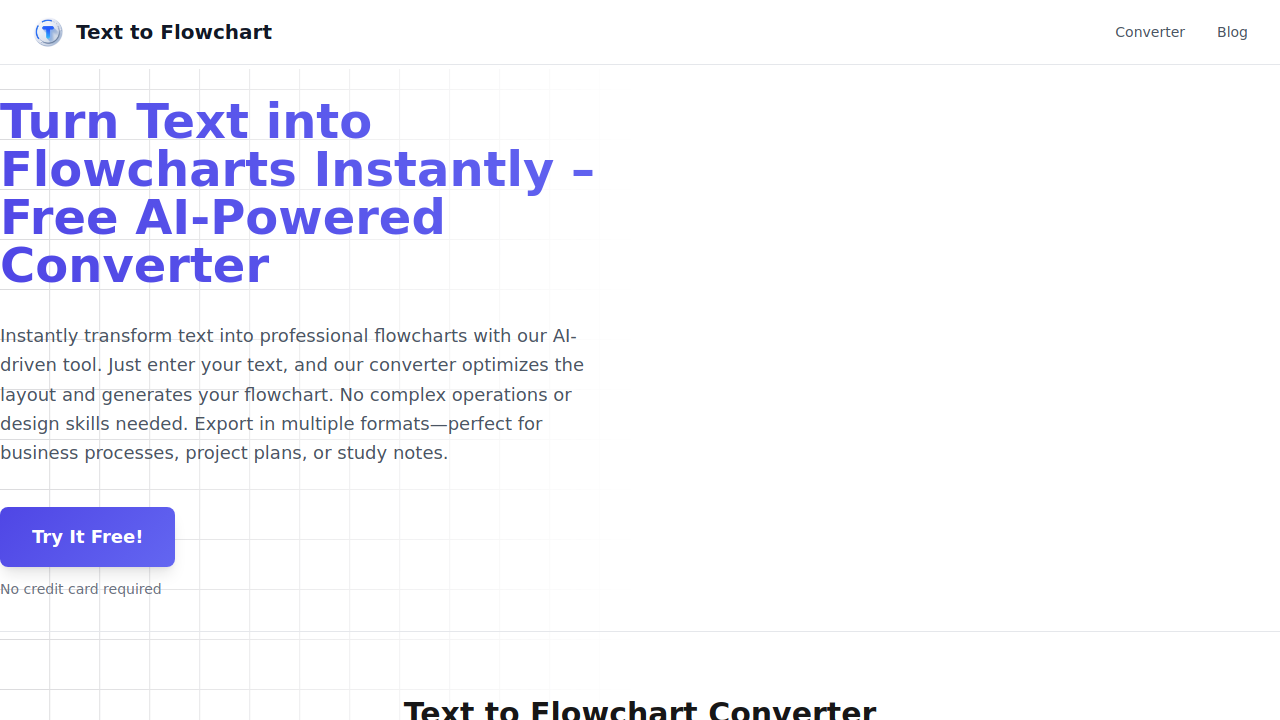 Text to Flowchart
Converter
Blog
Turn Text into
Flowcharts Instantly –
Free AI-Powered
Converter
Instantly transform text into professional flowcharts with our AI-
driven tool. Just enter your text, and our converter optimizes the
layout and generates your flowchart. No complex operations or
design skills needed. Export in multiple formats—perfect for
business processes, project plans, or study notes.
Try It Free!
No credit card required
Text to Flowchart Converter